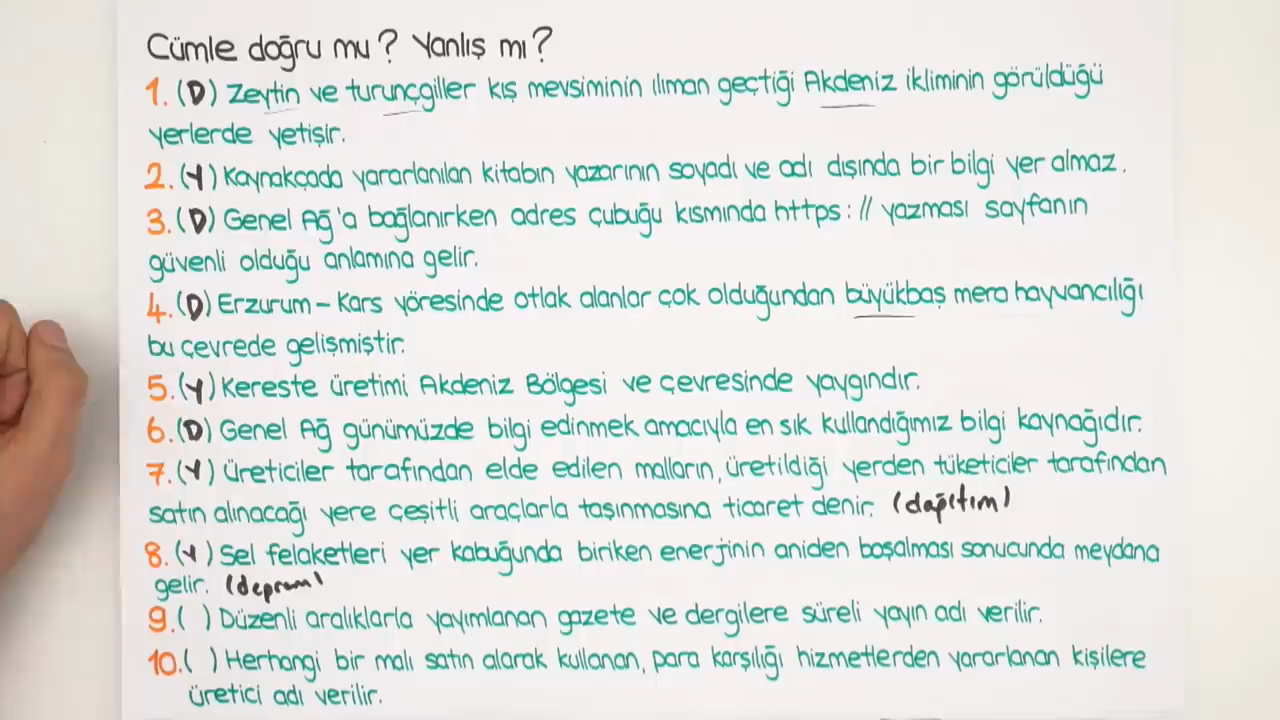 Cümle doğru mu? Yanlış mı?
1. (D) Zeytin ve turunçgiller kış mevsiminin ılıman geçtiği Akdeniz ikliminin görüldüğü
yerlerde yetişir.
2. (Y) Kaynakçada yararlanılan kitabın yazarının soyadı ve adı dışında bir bilgi yer almaz.
3. (D) Genel Ağ'a bağlanırken adres çubuğu kısmında https: // yazması sayfanın
güvenli olduğu anlamına gelir.
4. (D) Erzurum - Kars yöresinde otlak alanlar çok olduğundan büyükbaş mera hayvancılığı
bu çevrede gelişmiştir.
5. (Y) Kereste üretimi Akdeniz Bölgesi ve çevresinde yaygındır.
6. (D) Genel Ağ günümüzde bilgi edinmek amacıyla en sık kullandığımız bilgi kaynağıdır.
7. (Y) Üreticiler tarafından elde edilen malların, üretildiği yerden tüketiciler tarafından
satın alınacağı yere çeşitli araçlarla taşınmasına ticaret denir. (dağıtım)
8. (Y) Sel felaketleri yer kabuğunda biriken enerjinin aniden boşalması sonucunda meydana
gelir. (deprem)
9. ( ) Düzenli aralıklarla yayımlanan gazete ve dergilere süreli yayın adı verilir.
10. ( ) Herhangi bir malı satın alarak kullanan, para karşılığı hizmetlerden yararlanan kişilere
üretici adı verilir.